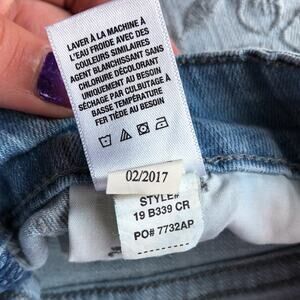 LAVER À LA MACHINE À
L'EAU FROIDE AVEC DES
COULEURS SIMILAIRES
AGENT BLANCHISSANT SANS
CHLORURE DÉCOLORANT
UNIQUEMENT AU BESOIN
SÉCHAGE PAR CULBUTAGE À
BASSE TEMPÉRATURE
FER TIÈDE AU BESOIN
02/2017
STYLE#
19 B339 CR
PO# 7732AP